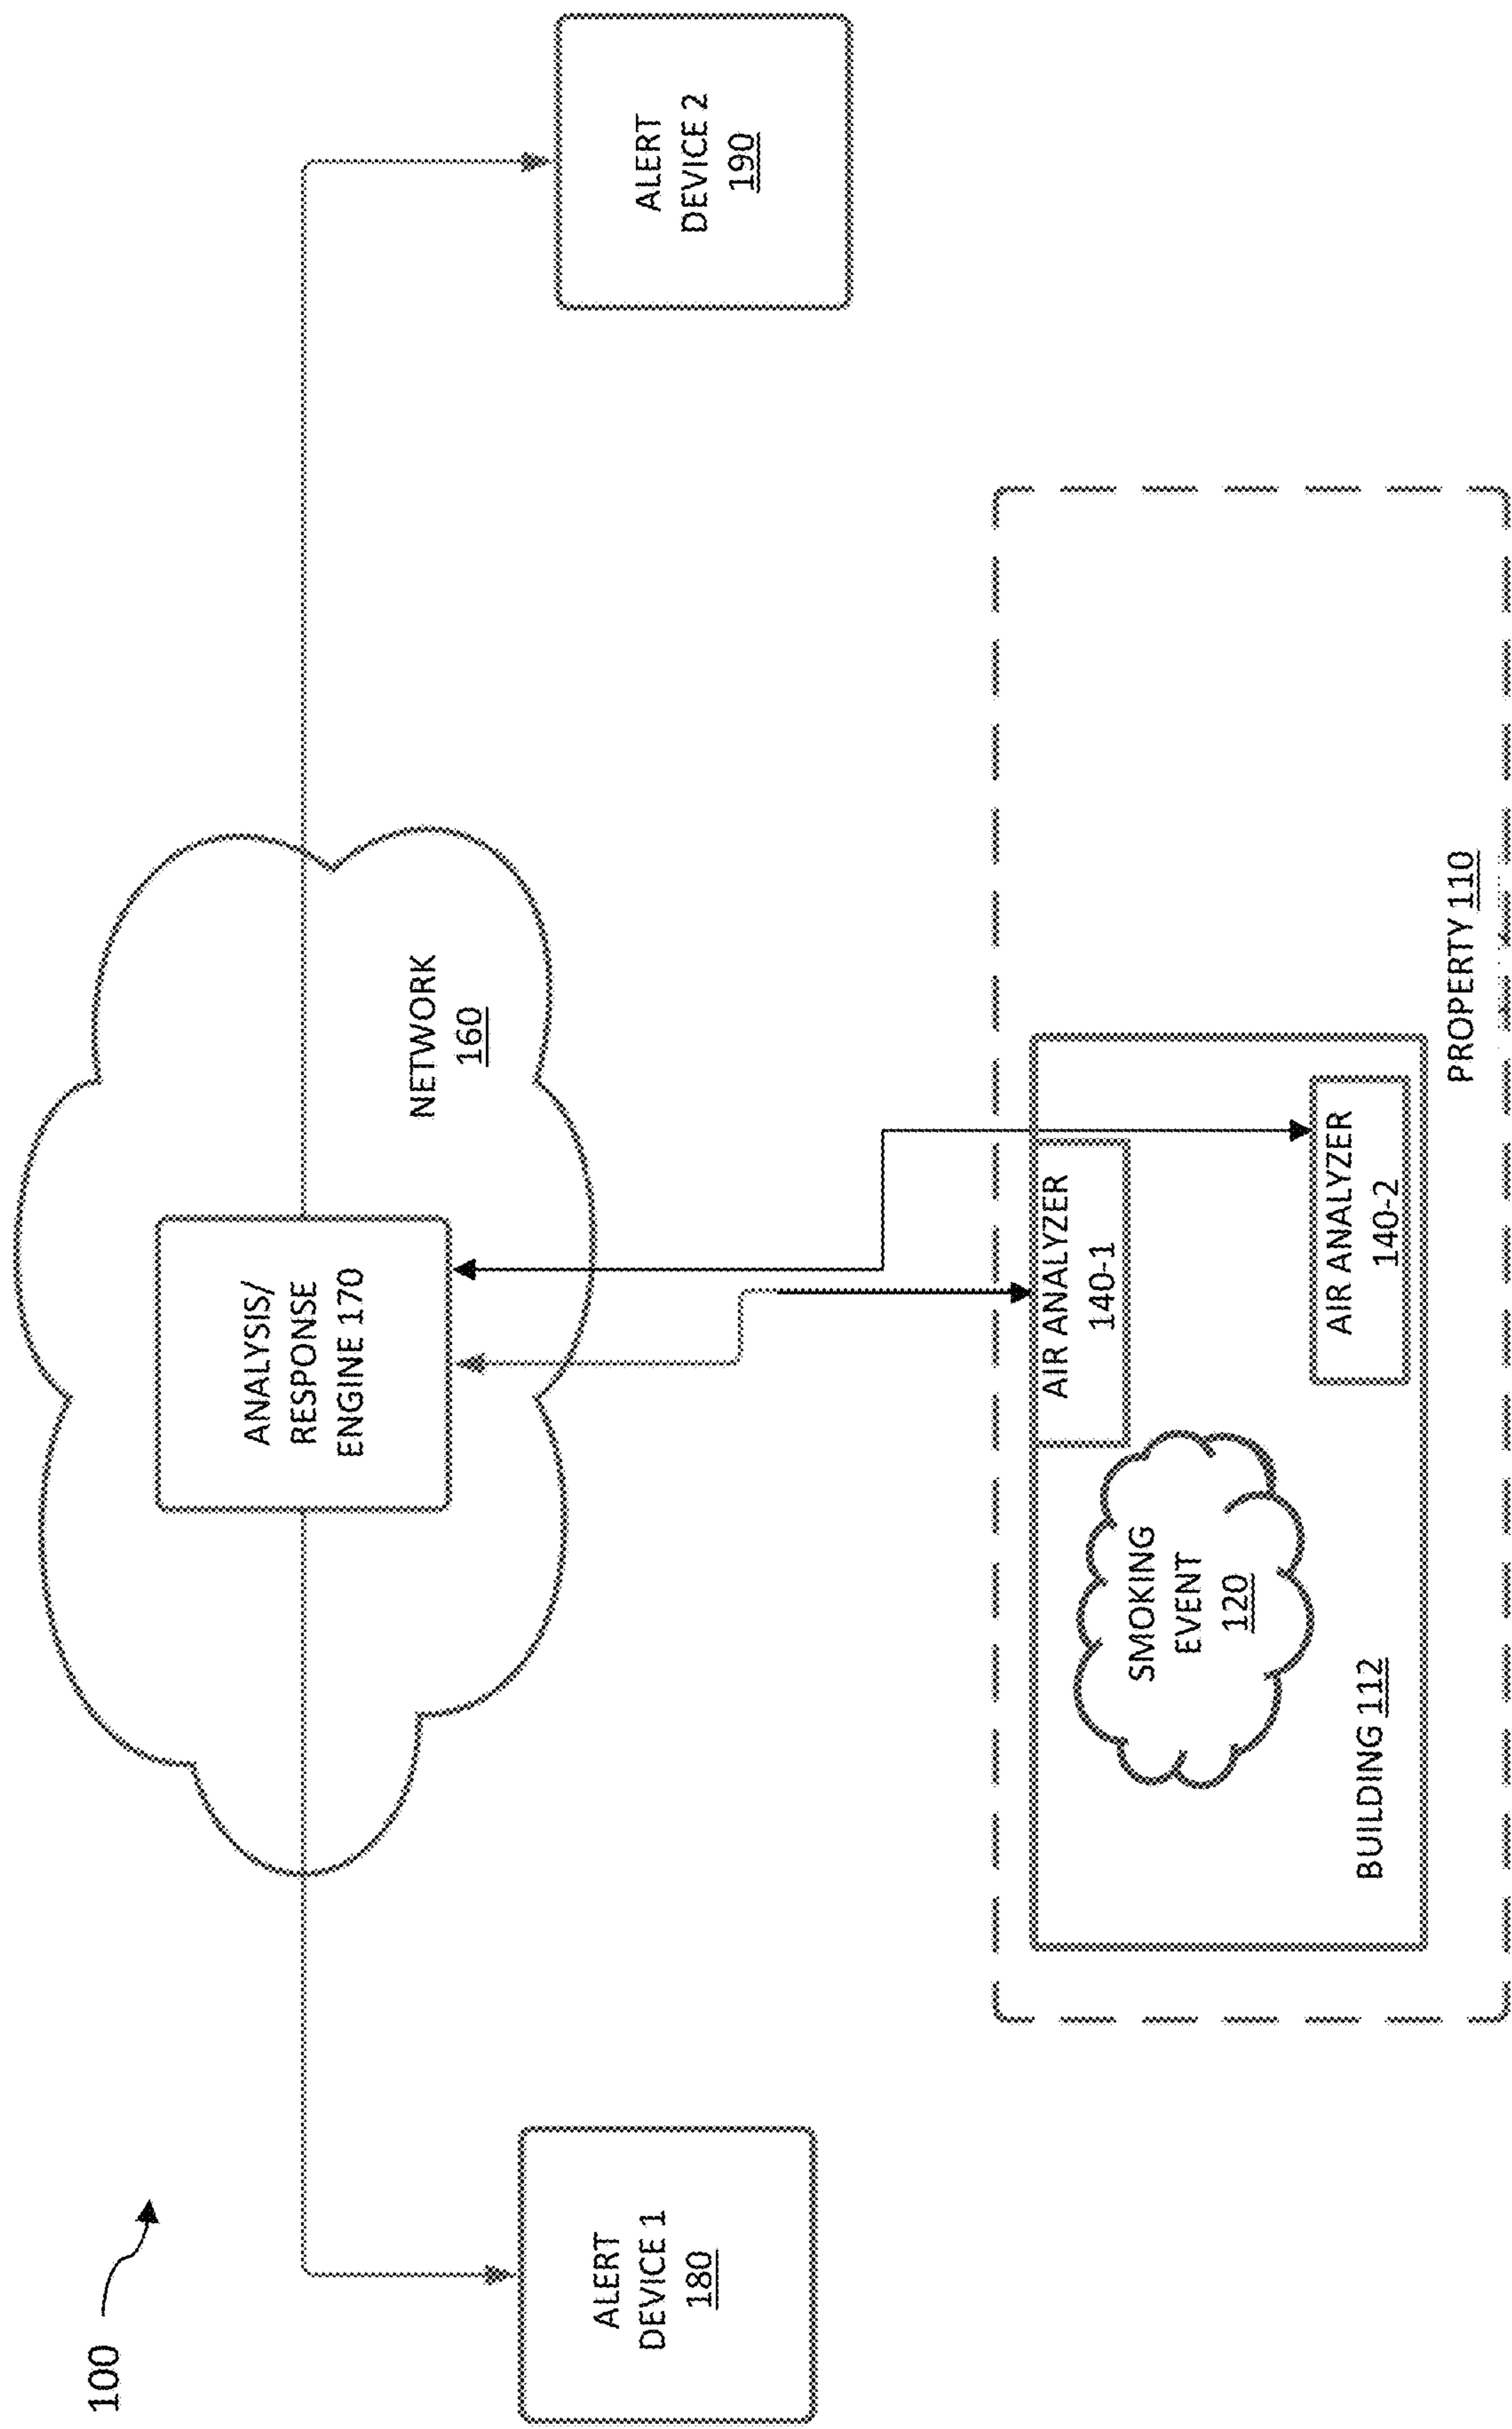 100
ANALYSIS/
RESPONSE
ENGINE 170
NETWORK
160
ALERT
DEVICE 1
180
ALERT
DEVICE 2
190
AIR ANALYZER
140-1
SMOKING
EVENT
120
AIR ANALYZER
140-2
BUILDING 112
PROPERTY 110